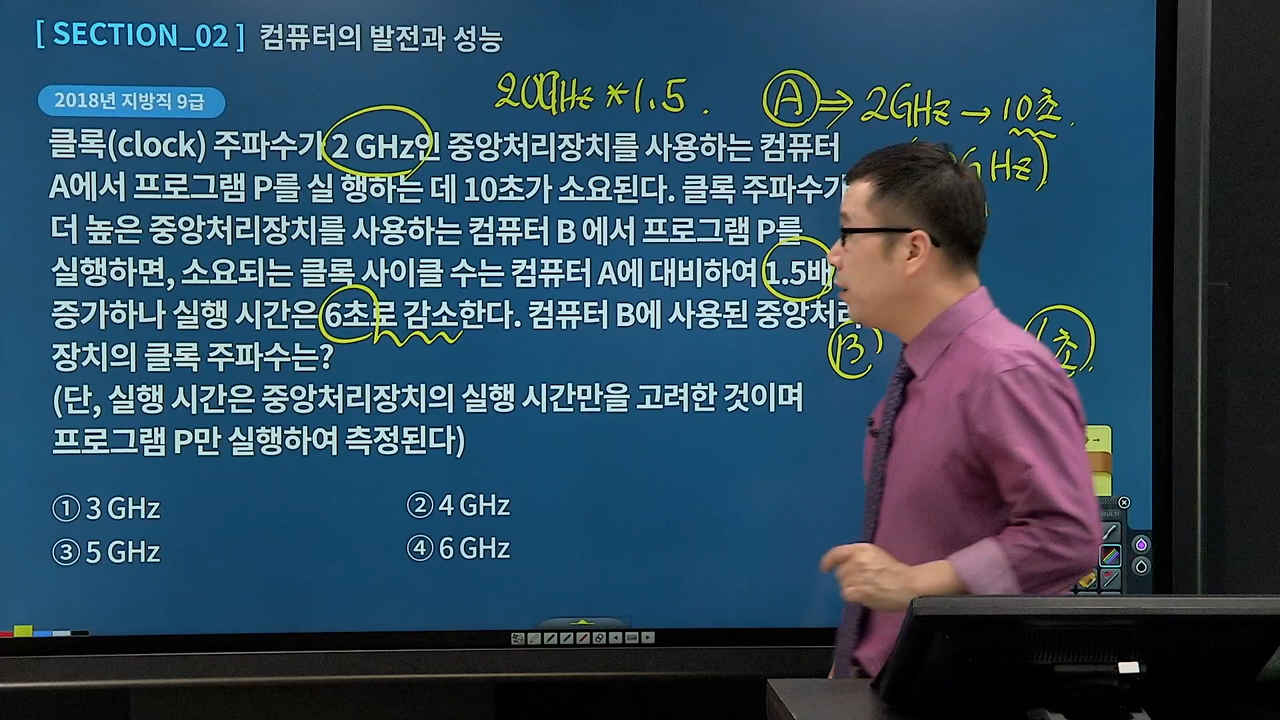 [ SECTION_02 ] 컴퓨터의 발전과 성능
2018년 지방직 9급
20GHz * 1.5 .
A ⇒ 2GHz → 10초.
GHz)
클록(clock) 주파수가 2 GHz인 중앙처리장치를 사용하는 컴퓨터
A에서 프로그램 P를 실 행하는 데 10초가 소요된다. 클록 주파수가
더 높은 중앙처리장치를 사용하는 컴퓨터 B 에서 프로그램 P를
실행하면, 소요되는 클록 사이클 수는 컴퓨터 A에 대비하여 1.5배
증가하나 실행 시간은 6초로 감소한다. 컴퓨터 B에 사용된 중앙처리
장치의 클록 주파수는?
(단, 실행 시간은 중앙처리장치의 실행 시간만을 고려한 것이며
프로그램 P만 실행하여 측정된다)
B
1초
① 3 GHz
② 4 GHz
③ 5 GHz
④ 6 GHz